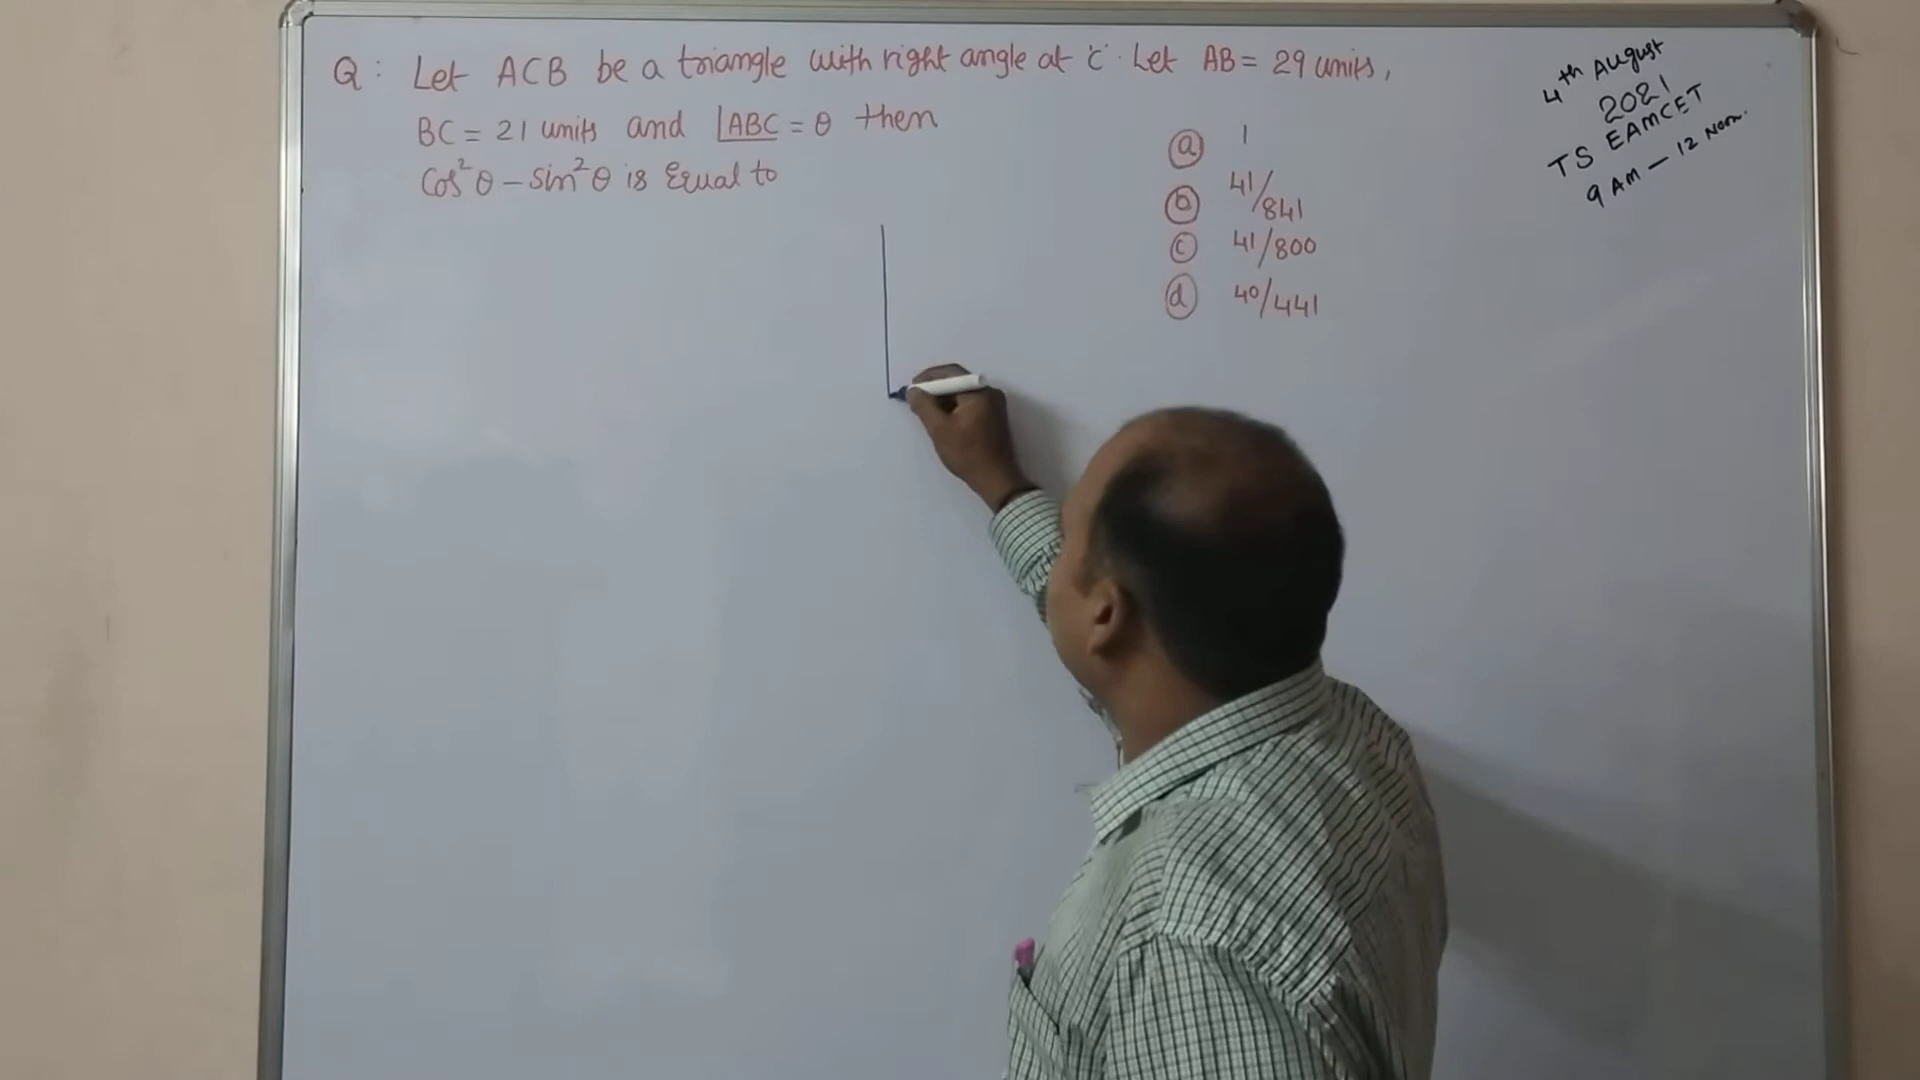 Q: Let ACB be a triangle with right angle at 'C'. Let AB = 29 units,
BC = 21 units and ∠ABC = θ then
Cos²θ – Sin²θ is Equal to
ⓐ 1
ⓑ 41/841
ⓒ 41/800
ⓓ 40/441
4th August
2021
TS EAMCET
9 AM – 12 Noon.